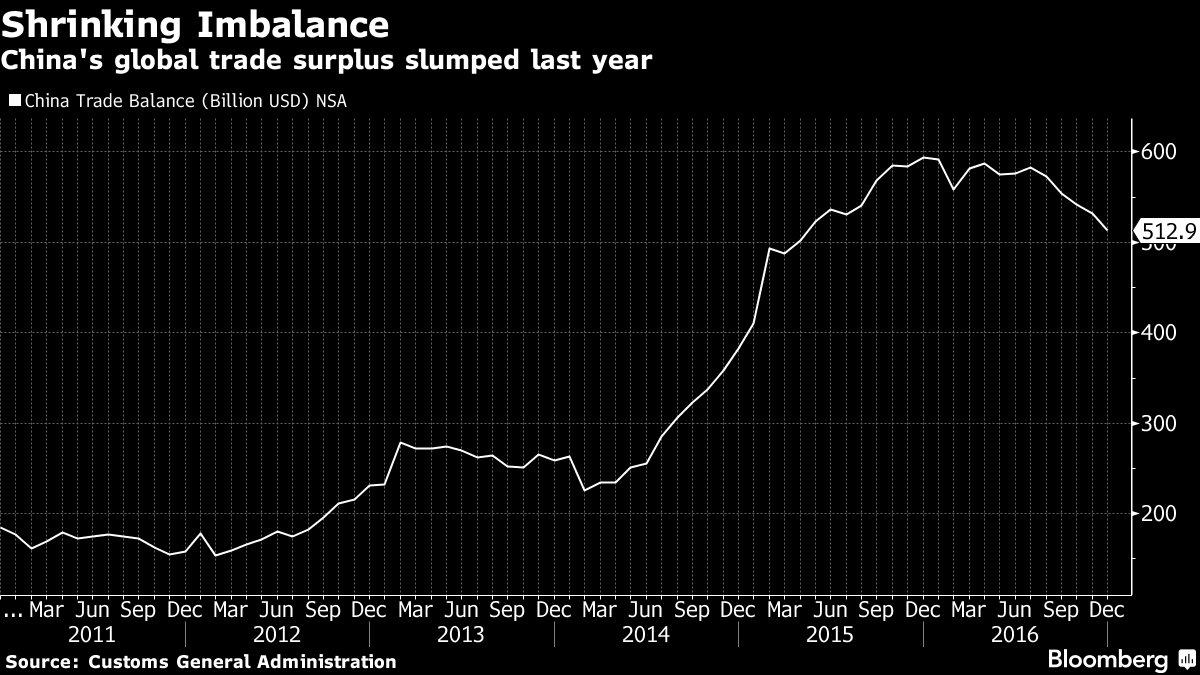 Shrinking Imbalance
China's global trade surplus slumped last year
China Trade Balance (Billion USD) NSA
600
512.9
500
400
300
200
... Mar Jun Sep Dec Mar Jun Sep Dec Mar Jun Sep Dec Mar Jun Sep Dec Mar Jun Sep Dec Mar Jun Sep Dec
2011 2012 2013 2014 2015 2016
Source: Customs General Administration
Bloomberg